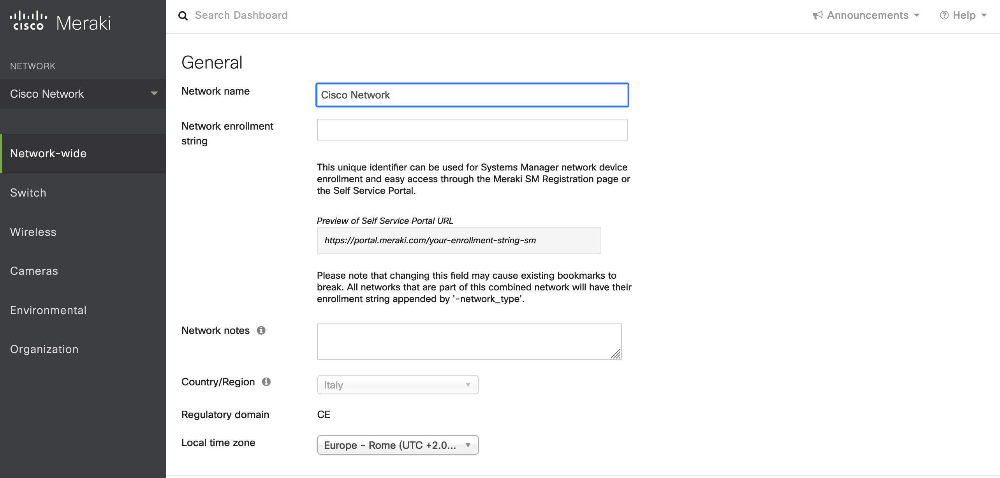 cisco Meraki
Search Dashboard
Announcements
Help
NETWORK
Cisco Network
Network-wide
Switch
Wireless
Cameras
Environmental
Organization
General
Network name
Cisco Network
Network enrollment
string
This unique identifier can be used for Systems Manager network device
enrollment and easy access through the Meraki SM Registration page or
the Self Service Portal.
Preview of Self Service Portal URL
https://portal.meraki.com/your-enrollment-string-sm
Please note that changing this field may cause existing bookmarks to
break. All networks that are part of this combined network will have their
enrollment string appended by '-network_type'.
Network notes
Country/Region
Italy
Regulatory domain
CE
Local time zone
Europe - Rome (UTC +2.0...